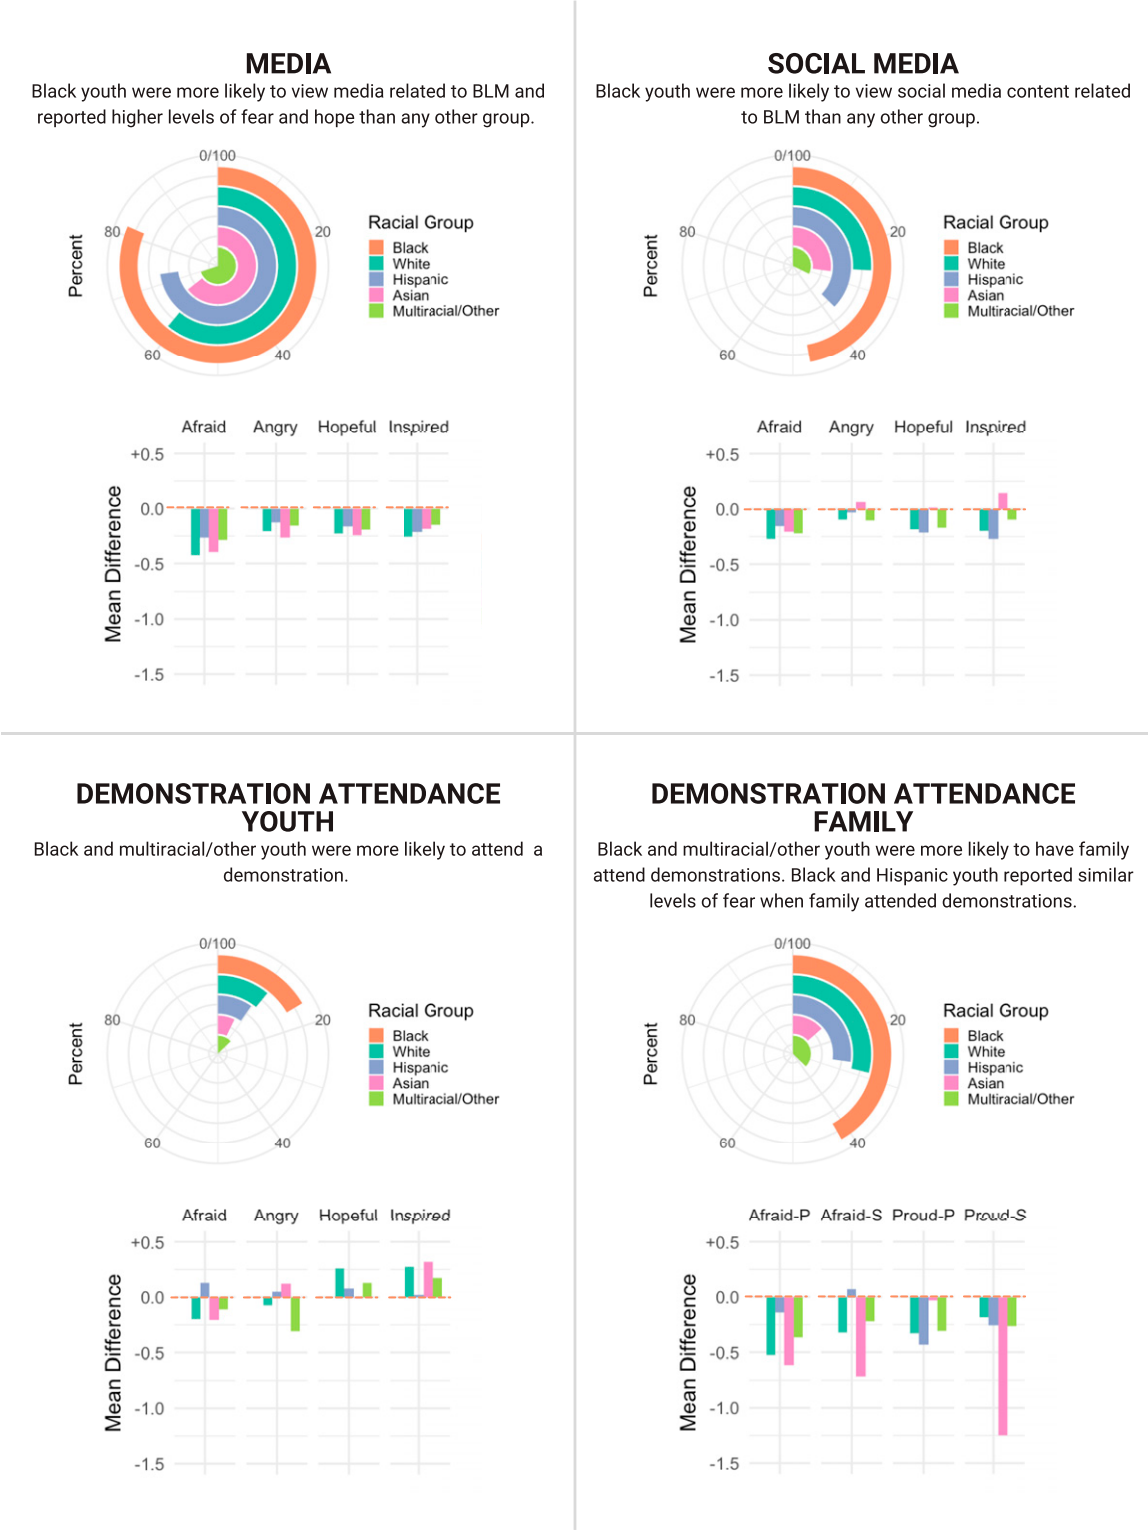 MEDIA
Black youth were more likely to view media related to BLM and
reported higher levels of fear and hope than any other group.
0/100
80
20
Percent
60
40
Racial Group
Black
White
Hispanic
Asian
Multiracial/Other
Afraid Angry Hopeful Inspired
+0.5
0.0
-0.5
-1.0
-1.5
Mean Difference
SOCIAL MEDIA
Black youth were more likely to view social media content related
to BLM than any other group.
0/100
80
20
Percent
60
40
Racial Group
Black
White
Hispanic
Asian
Multiracial/Other
Afraid Angry Hopeful Inspired
+0.5
0.0
-0.5
-1.0
-1.5
Mean Difference
DEMONSTRATION ATTENDANCE
YOUTH
Black and multiracial/other youth were more likely to attend a
demonstration.
0/100
80
20
Percent
60
40
Racial Group
Black
White
Hispanic
Asian
Multiracial/Other
Afraid Angry Hopeful Inspired
+0.5
0.0
-0.5
-1.0
-1.5
Mean Difference
DEMONSTRATION ATTENDANCE
FAMILY
Black and multiracial/other youth were more likely to have family
attend demonstrations. Black and Hispanic youth reported similar
levels of fear when family attended demonstrations.
0/100
80
20
Percent
60
40
Racial Group
Black
White
Hispanic
Asian
Multiracial/Other
Afraid-P Afraid-S Proud-P Proud-S
+0.5
0.0
-0.5
-1.0
-1.5
Mean Difference